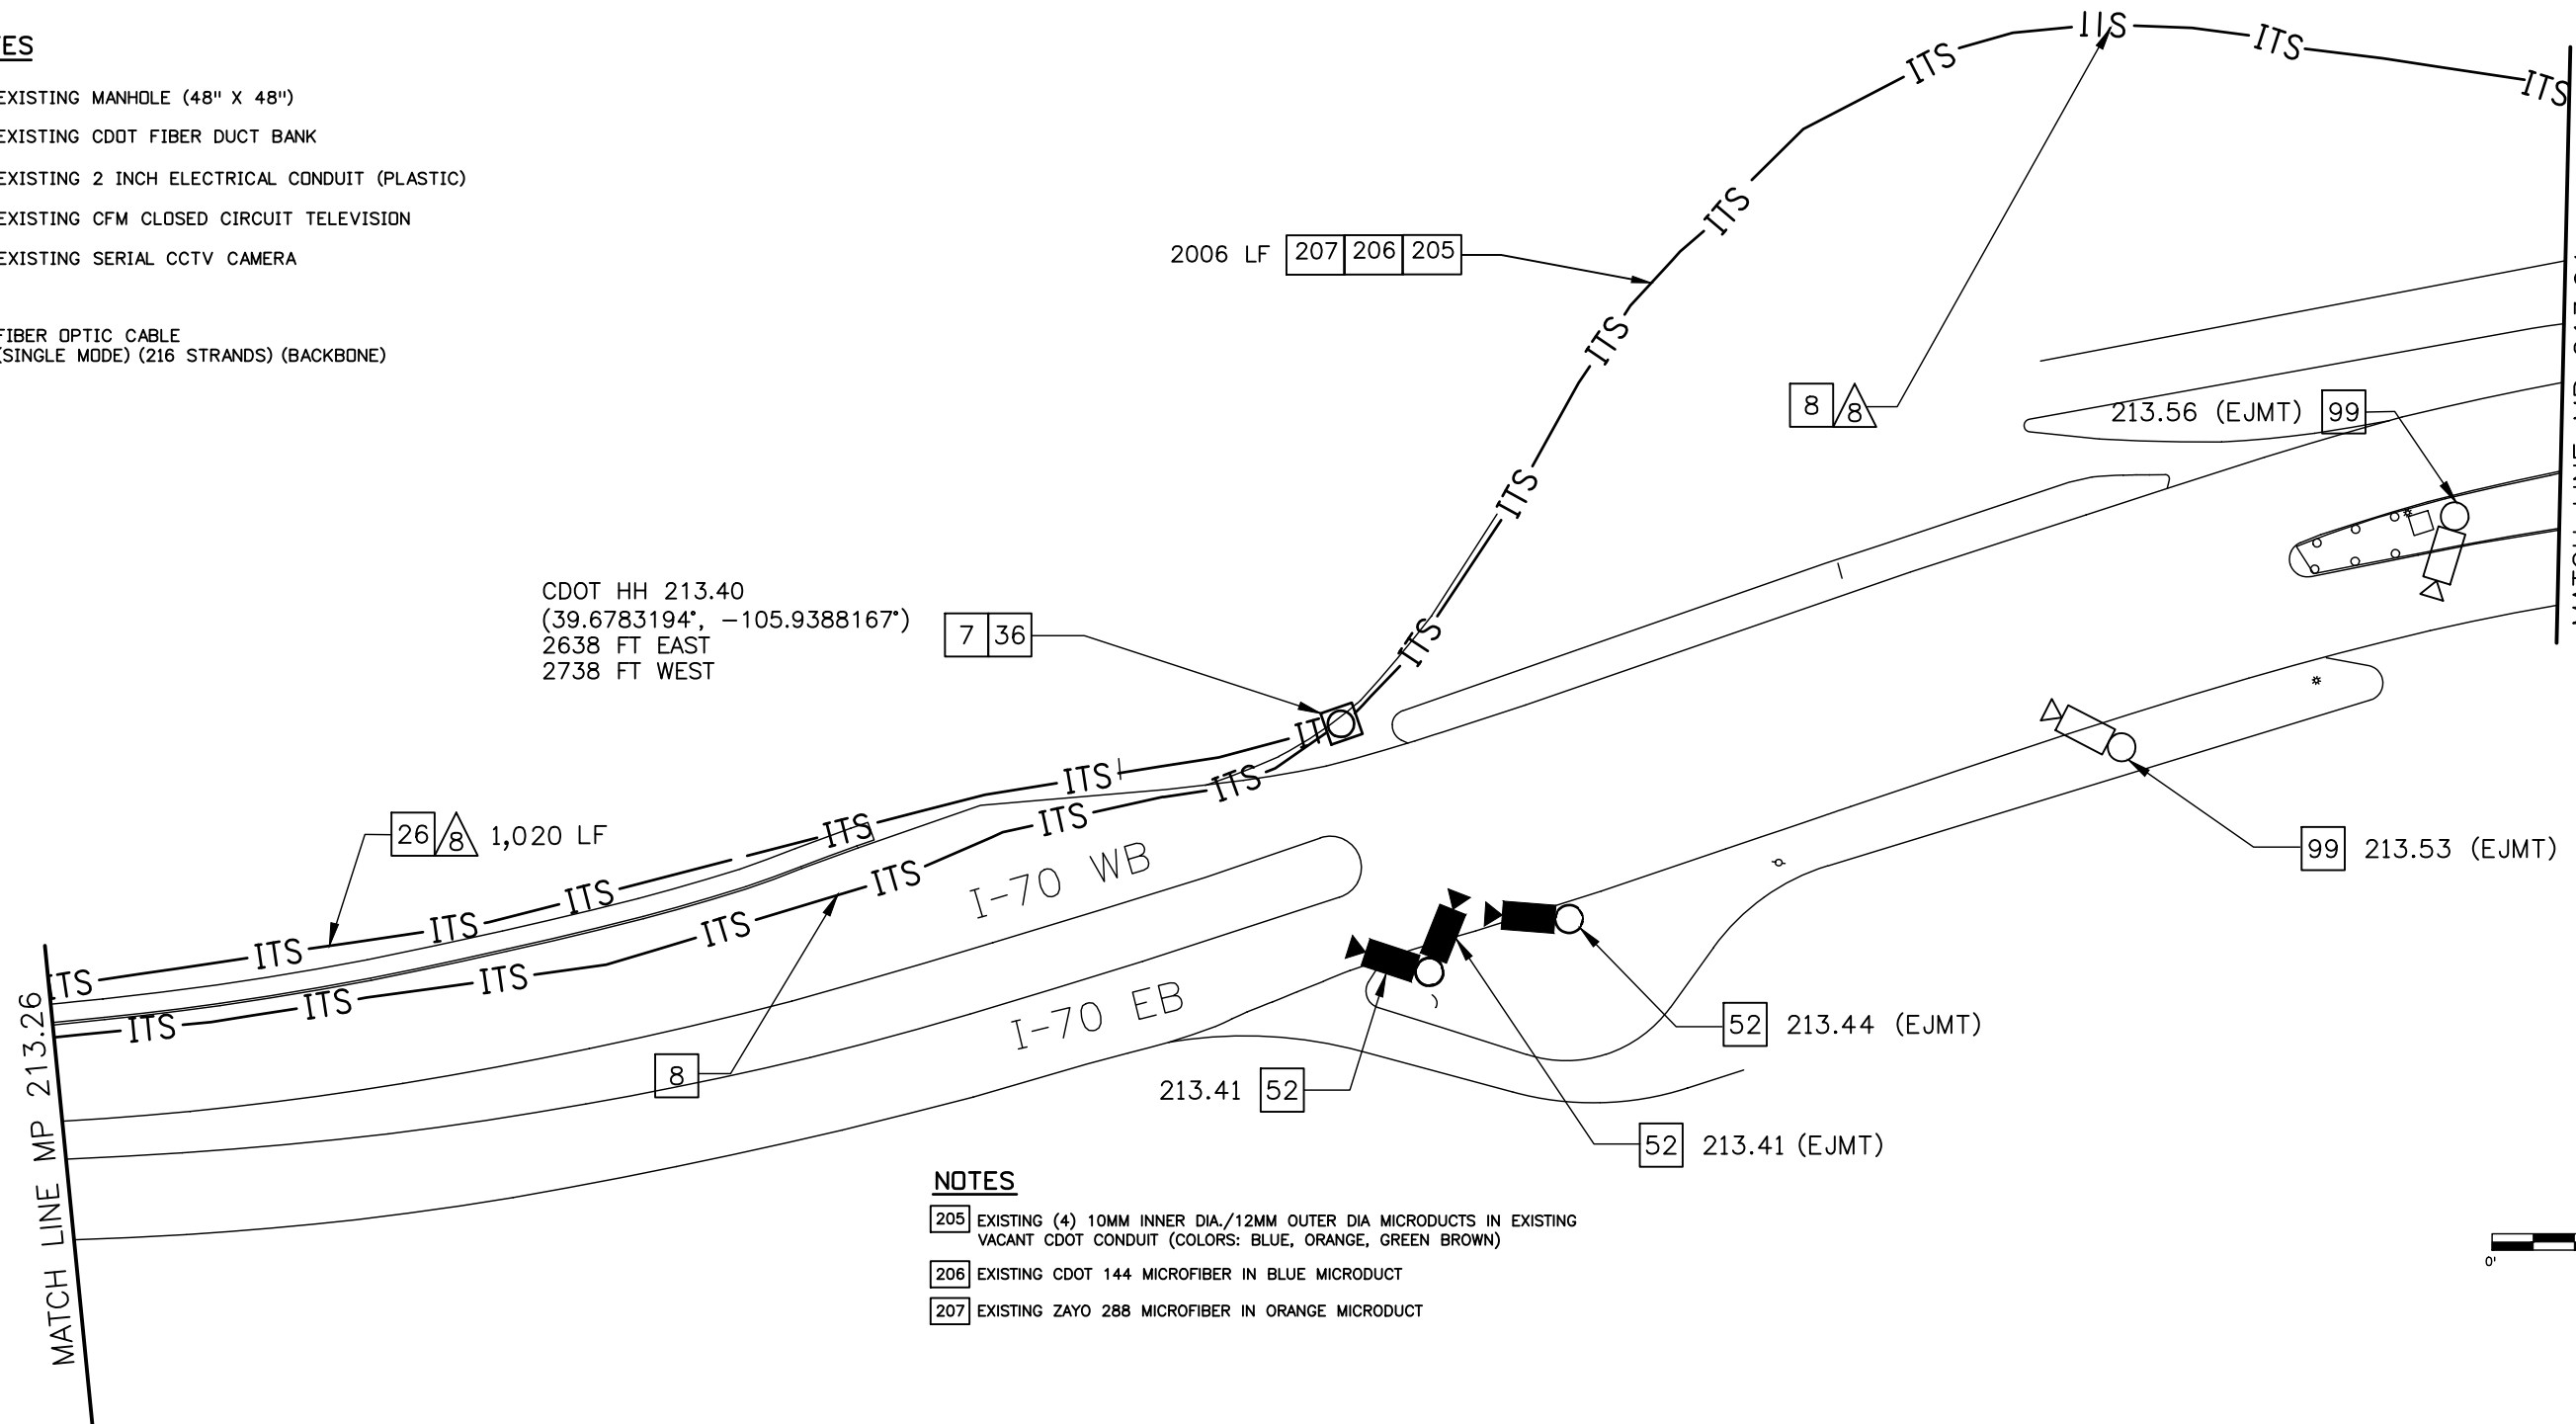 ES
EXISTING MANHOLE (48" X 48")
EXISTING CDOT FIBER DUCT BANK
EXISTING 2 INCH ELECTRICAL CONDUIT (PLASTIC)
EXISTING CFM CLOSED CIRCUIT TELEVISION
EXISTING SERIAL CCTV CAMERA
FIBER OPTIC CABLE
(SINGLE MODE) (216 STRANDS) (BACKBONE)
ITS
ITS
ITS
ITS
ITS
ITS
ITS
ITS
ITS
2006 LF 207 206 205
8 8
213.56 (EJMT) 99
CDOT HH 213.40
(39.6783194°, −105.9388167°)
2638 FT EAST
2738 FT WEST
7 36
IT
ITS
ITS
ITS
ITS
ITS
ITS
ITS
ITS
ITS
ITS
ITS
ITS
ITS
ITS
26 8 1,020 LF
99 213.53 (EJMT)
I-70 WB
I-70 EB
8
52 213.44 (EJMT)
213.41 52
52 213.41 (EJMT)
MATCH LINE MP 213.26
NOTES
205 EXISTING (4) 10MM INNER DIA./12MM OUTER DIA MICRODUCTS IN EXISTING
VACANT CDOT CONDUIT (COLORS: BLUE, ORANGE, GREEN BROWN)
206 EXISTING CDOT 144 MICROFIBER IN BLUE MICRODUCT
207 EXISTING ZAYO 288 MICROFIBER IN ORANGE MICRODUCT
0'